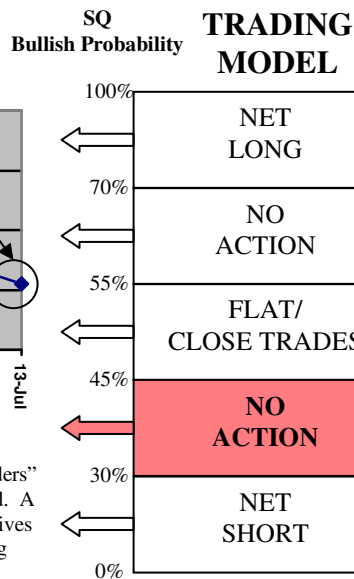 SQ
Bullish Probability
TRADING
MODEL
100%
NET
LONG
70%
NO
ACTION
55%
FLAT/
CLOSE TRADES
45%
NO
ACTION
30%
NET
SHORT
0%
13-Jul
ders”
d. A
ives
g